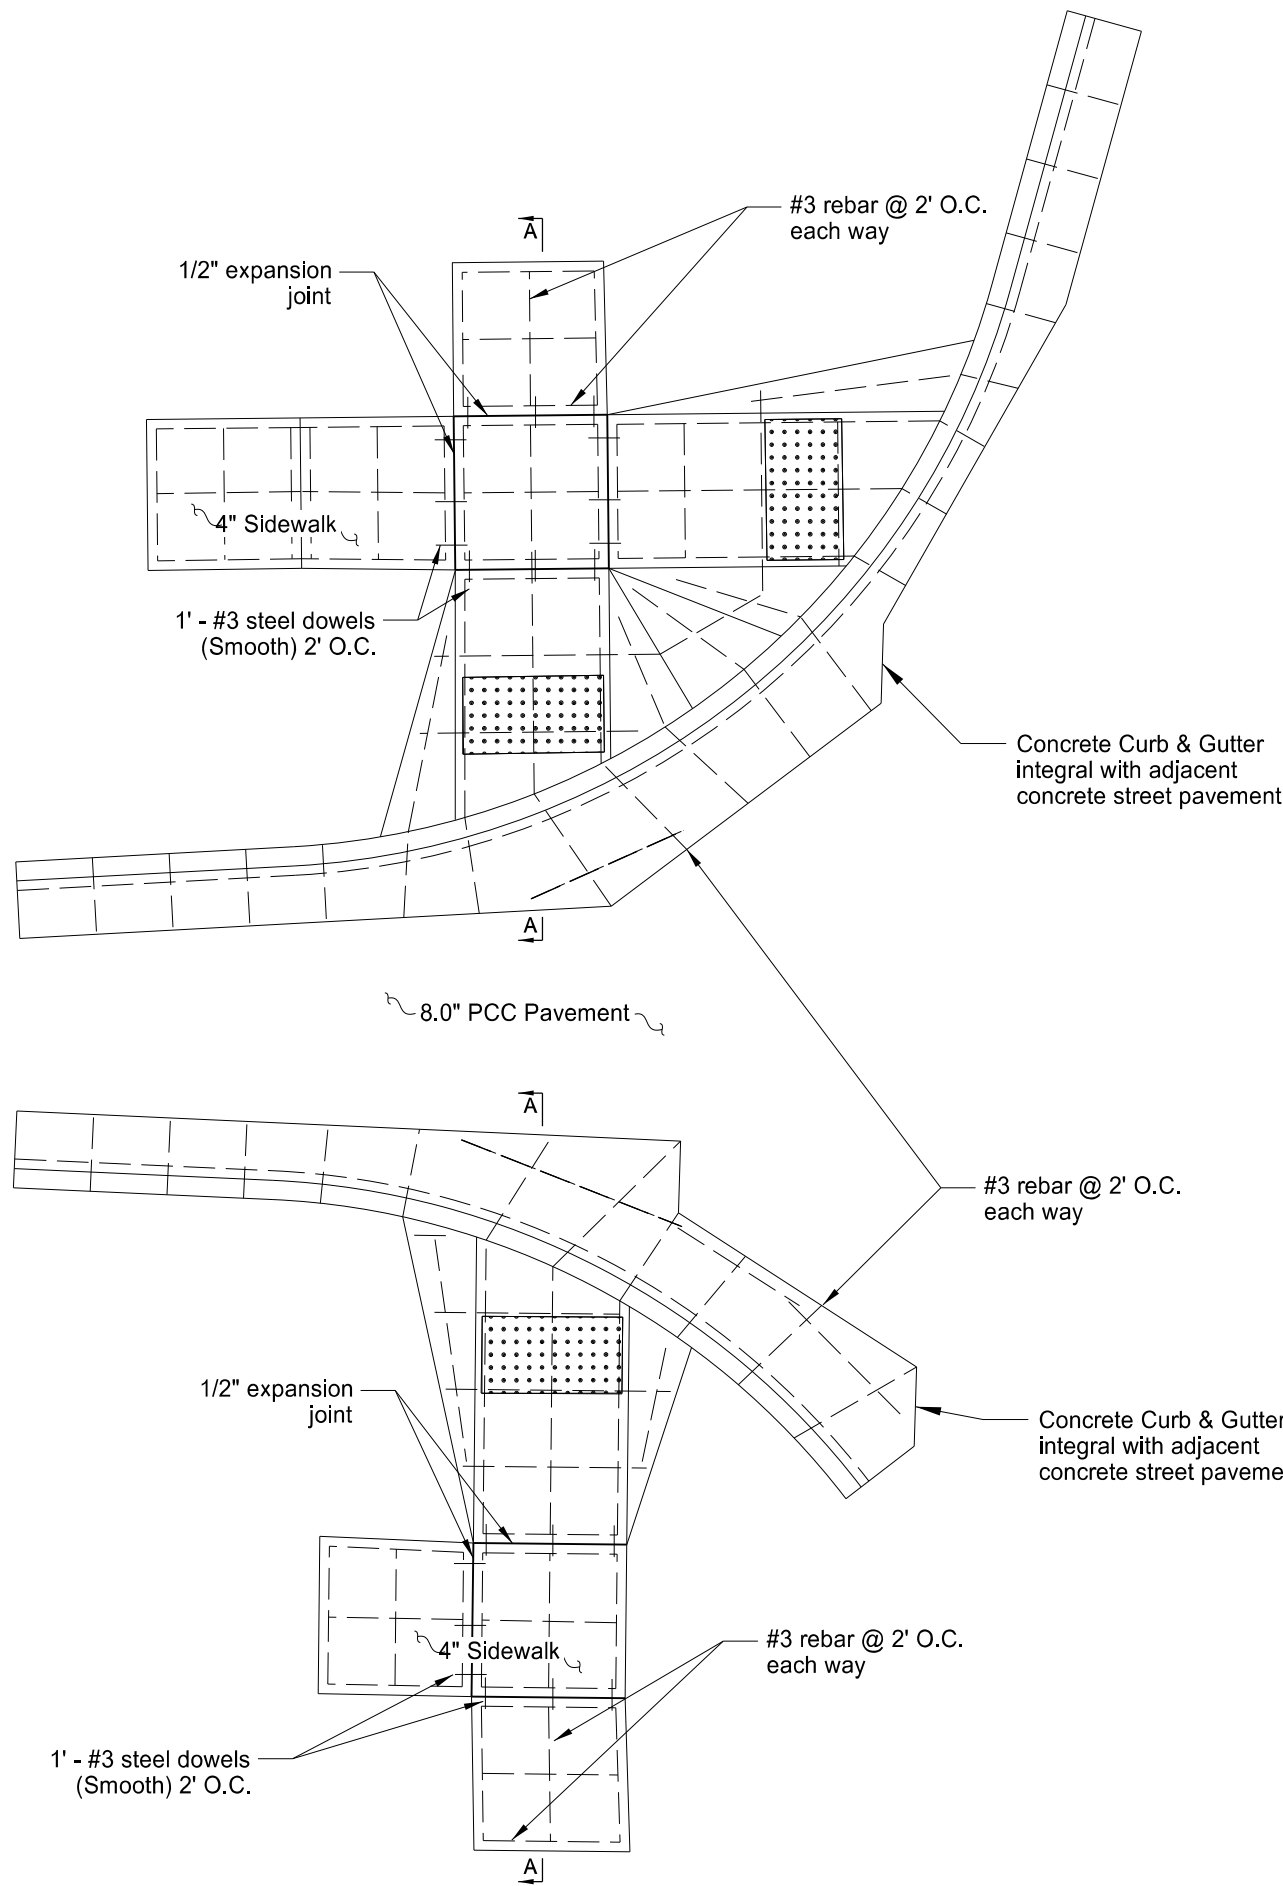 #3 rebar @ 2' O.C.
each way
A
1/2" expansion
joint
4" Sidewalk
1' - #3 steel dowels
(Smooth) 2' O.C.
Concrete Curb & Gutter
integral with adjacent
concrete street pavement
A
8.0" PCC Pavement
A
#3 rebar @ 2' O.C.
each way
1/2" expansion
joint
Concrete Curb & Gutter
integral with adjacent
concrete street paveme
#3 rebar @ 2' O.C.
each way
4" Sidewalk
1' - #3 steel dowels
(Smooth) 2' O.C.
A